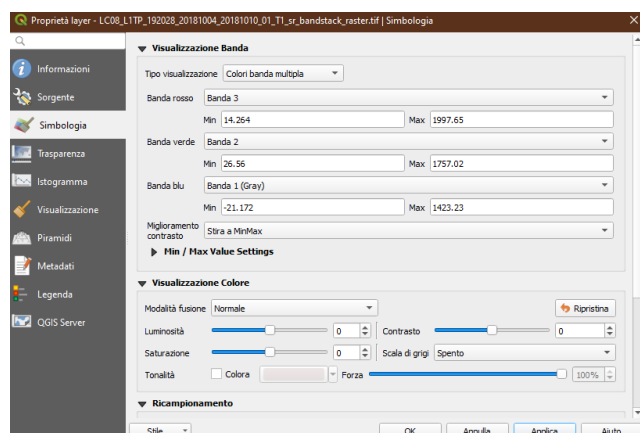 Proprietà layer - LC08_L1TP_192028_20181004_20181010_01_T1_sr_bandstack_raster.tif | Simbologia
Informazioni
Sorgente
Simbologia
Trasparenza
Istogramma
Visualizzazione
Piramidi
Metadati
Legenda
QGIS Server
Visualizzazione Banda
Tipo visualizzazione Colori banda multipla
Banda rosso Banda 3
Min 14.264 Max 1997.65
Banda verde Banda 2
Min 26.56 Max 1757.02
Banda blu Banda 1 (Gray)
Min -21.172 Max 1423.23
Miglioramento
contrasto Stira a MinMax
Min / Max Value Settings
Visualizzazione Colore
Modalità fusione Normale Ripristina
Luminosità 0 Contrasto 0
Saturazione 0 Scala di grigi Spento
Tonalità Colora Forza 100%
Ricampionamento
Stile OK Annulla Applica Aiuto